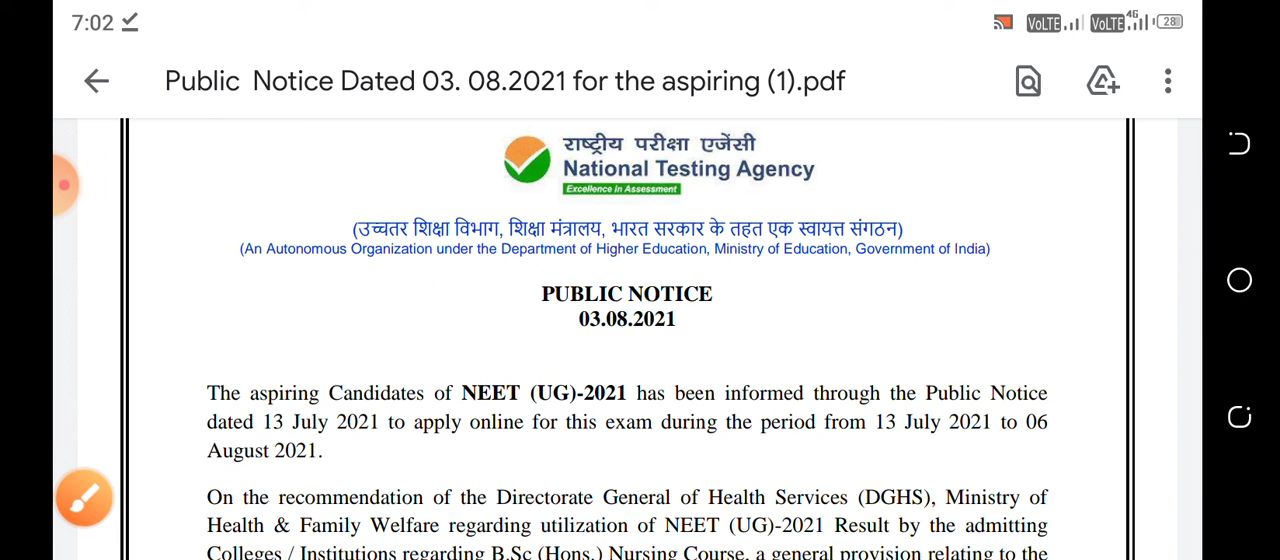 7:02
VoLTE VoLTE 4G 28
Public Notice Dated 03. 08.2021 for the aspiring (1).pdf
राष्ट्रीय परीक्षा एजेंसी
National Testing Agency
Excellence in Assessment
(उच्चतर शिक्षा विभाग, शिक्षा मंत्रालय, भारत सरकार के तहत एक स्वायत्त संगठन)
(An Autonomous Organization under the Department of Higher Education, Ministry of Education, Government of India)
PUBLIC NOTICE
03.08.2021
The aspiring Candidates of NEET (UG)-2021 has been informed through the Public Notice
dated 13 July 2021 to apply online for this exam during the period from 13 July 2021 to 06
August 2021.
On the recommendation of the Directorate General of Health Services (DGHS), Ministry of
Health & Family Welfare regarding utilization of NEET (UG)-2021 Result by the admitting
Colleges / Institutions regarding B.Sc (Hons.) Nursing Course, a general provision relating to the